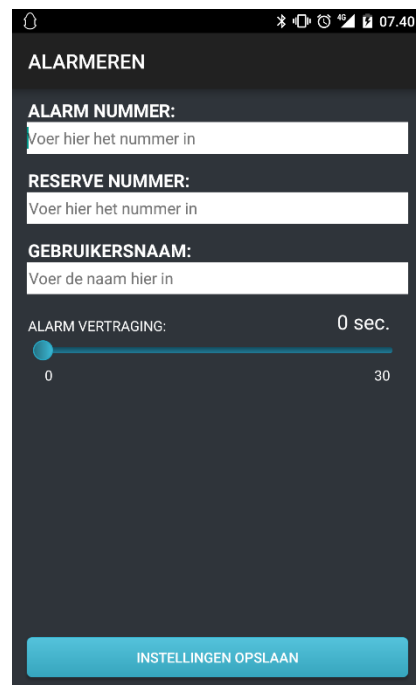 4G 07.40
ALARMEREN
ALARM NUMMER:
Voer hier het nummer in
RESERVE NUMMER:
Voer hier het nummer in
GEBRUIKERSNAAM:
Voer de naam hier in
ALARM VERTRAGING: 0 sec.
0 30
INSTELLINGEN OPSLAAN